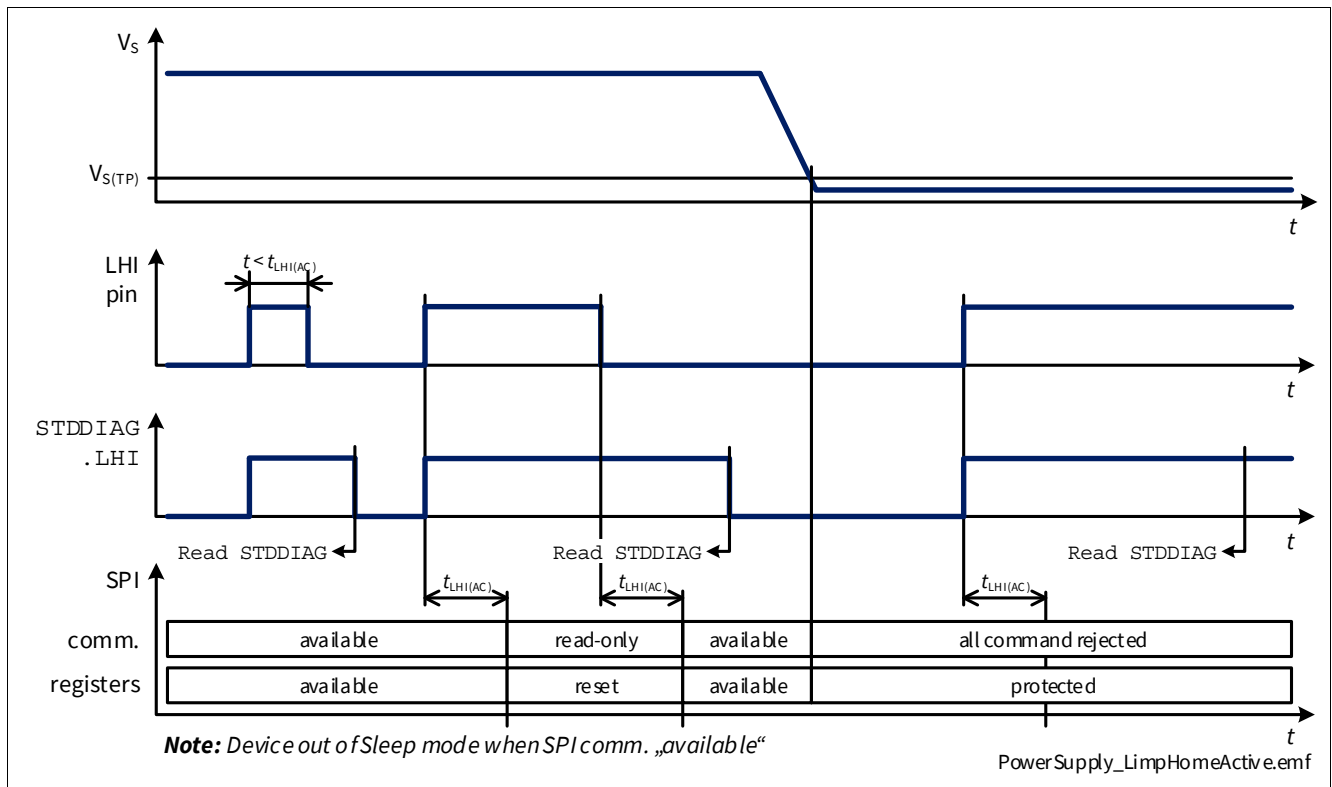 VS
VS(TP)
t
LHI
pin
t < tLHI(AC)
t
STDDIAG
.LHI
Read STDDIAG
Read STDDIAG
Read STDDIAG
t
SPI
tLHI(AC)
tLHI(AC)
tLHI(AC)
comm.
available
read-only
available
all command rejected
registers
available
reset
available
protected
t
Note: Device out of Sleep mode when SPI comm. „available“
PowerSupply_LimpHomeActive.emf